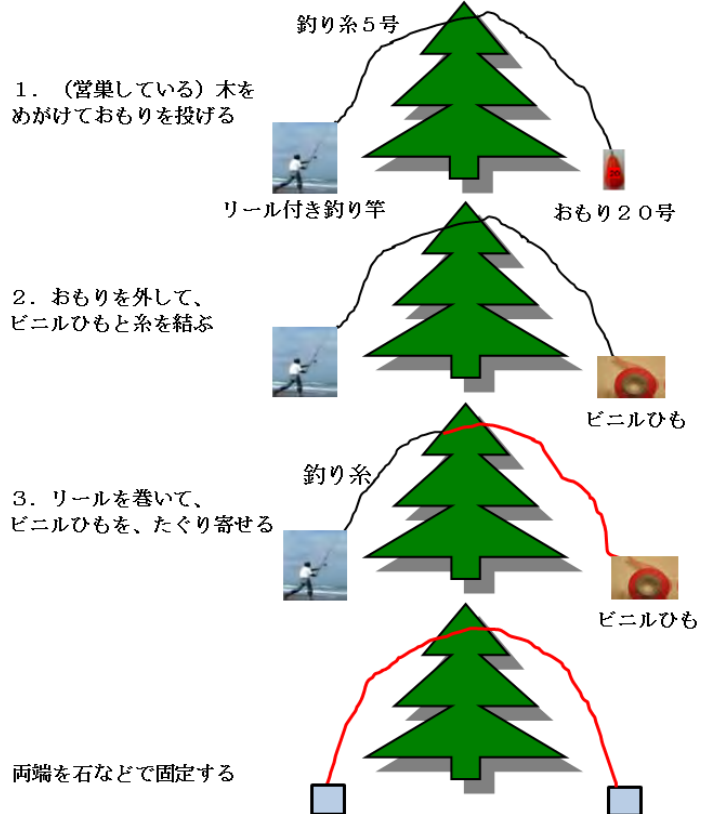 釣り糸５号
１．（営巣している）木を
めがけておもりを投げる
リール付き釣り竿
おもり２０号
２．おもりを外して、
ビニルひもと糸を結ぶ
ビニルひも
釣り糸
３．リールを巻いて、
ビニルひもを、たぐり寄せる
ビニルひも
両端を石などで固定する